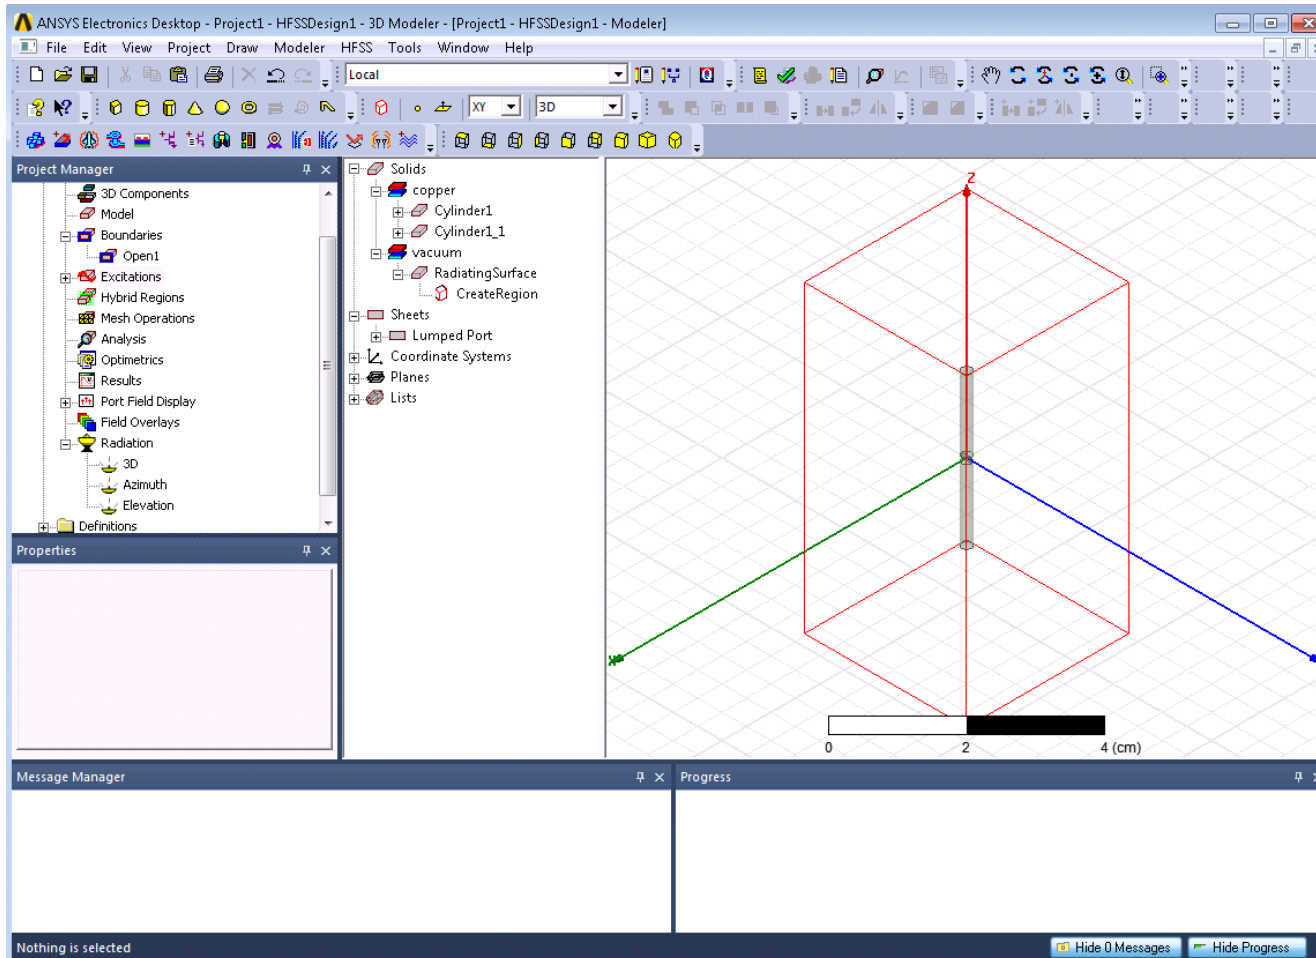 ANSYS Electronics Desktop - Project1 - HFSSDesign1 - 3D Modeler - [Project1 - HFSSDesign1 - Modeler]
File Edit View Project Draw Modeler HFSS Tools Window Help
Local
XY 3D
Project Manager
3D Components
Model
Boundaries
Open1
Excitations
Hybrid Regions
Mesh Operations
Analysis
Optimetrics
Results
Port Field Display
Field Overlays
Radiation
3D
Azimuth
Elevation
Definitions
Properties
Solids
copper
Cylinder1
Cylinder1_1
vacuum
RadiatingSurface
CreateRegion
Sheets
Lumped Port
Coordinate Systems
Planes
Lists
Z
0 2 4 (cm)
Message Manager
Progress
Nothing is selected
Hide 0 Messages
Hide Progress